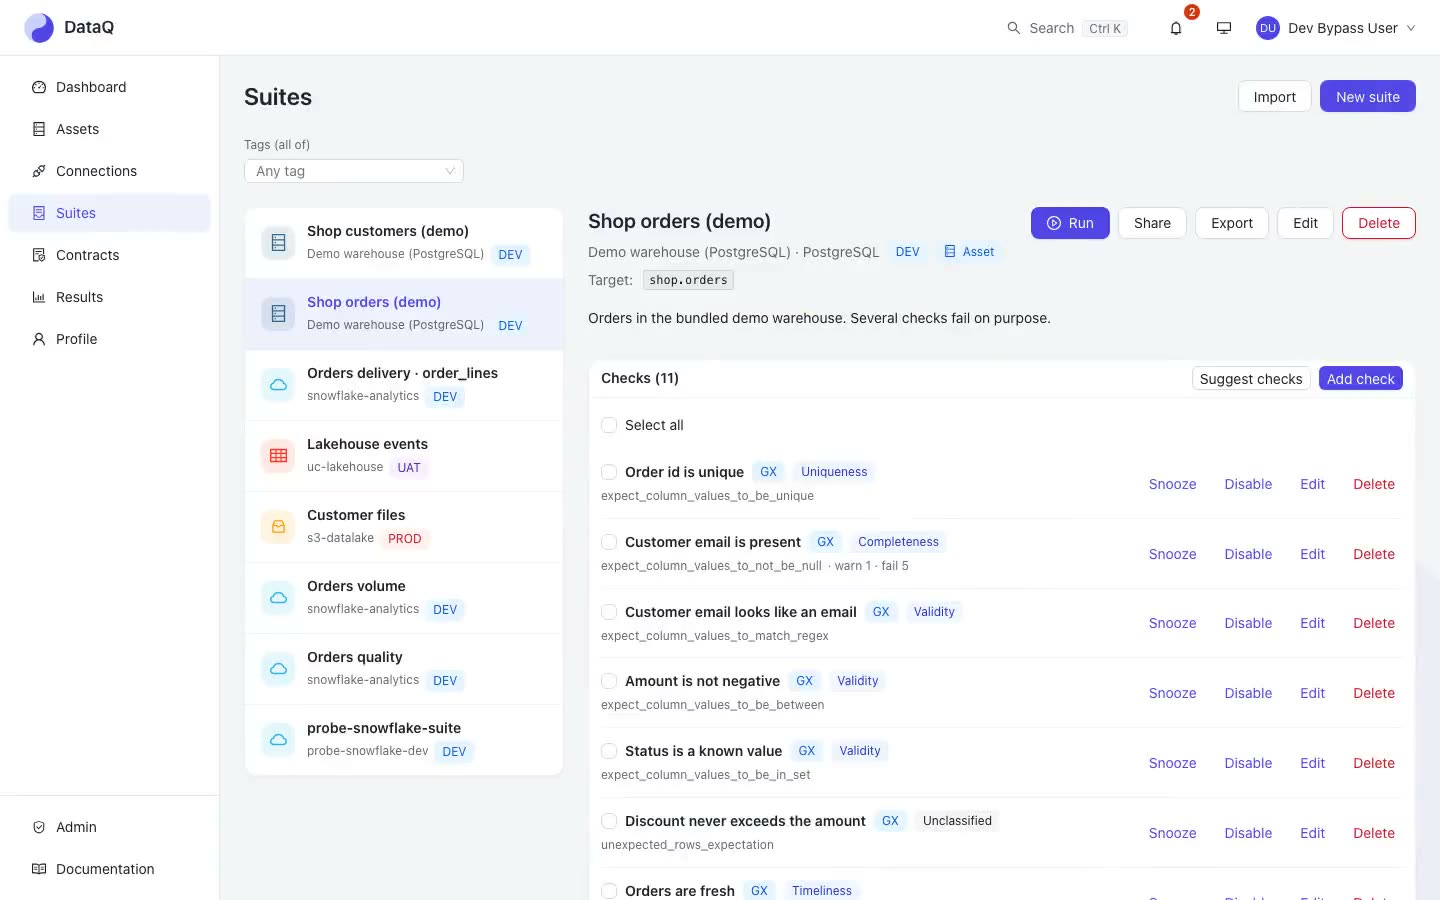 DataQ
Search Ctrl K
2
DU Dev Bypass User
Dashboard
Assets
Connections
Suites
Contracts
Results
Profile
Admin
Documentation
Suites
Import
New suite
Tags (all of)
Any tag
Shop customers (demo)
Demo warehouse (PostgreSQL) DEV
Shop orders (demo)
Demo warehouse (PostgreSQL) DEV
Orders delivery · order_lines
snowflake-analytics DEV
Lakehouse events
uc-lakehouse UAT
Customer files
s3-datalake PROD
Orders volume
snowflake-analytics DEV
Orders quality
snowflake-analytics DEV
probe-snowflake-suite
probe-snowflake-dev DEV
Shop orders (demo)
Run Share Export Edit Delete
Demo warehouse (PostgreSQL) · PostgreSQL DEV Asset
Target: shop.orders
Orders in the bundled demo warehouse. Several checks fail on purpose.
Checks (11)
Suggest checks Add check
Select all
Order id is unique GX Uniqueness
expect_column_values_to_be_unique
Snooze Disable Edit Delete
Customer email is present GX Completeness
expect_column_values_to_not_be_null · warn 1 · fail 5
Snooze Disable Edit Delete
Customer email looks like an email GX Validity
expect_column_values_to_match_regex
Snooze Disable Edit Delete
Amount is not negative GX Validity
expect_column_values_to_be_between
Snooze Disable Edit Delete
Status is a known value GX Validity
expect_column_values_to_be_in_set
Snooze Disable Edit Delete
Discount never exceeds the amount GX Unclassified
unexpected_rows_expectation
Snooze Disable Edit Delete
Orders are fresh GX Timeliness